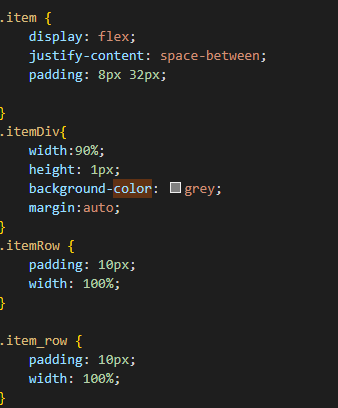 .item {
    display: flex;
    justify-content: space-between;
    padding: 8px 32px;

}
.itemDiv{
    width:90%;
    height: 1px;
    background-color: grey;
    margin:auto;
}
.itemRow {
    padding: 10px;
    width: 100%;
}

.item_row {
    padding: 10px;
    width: 100%;
}